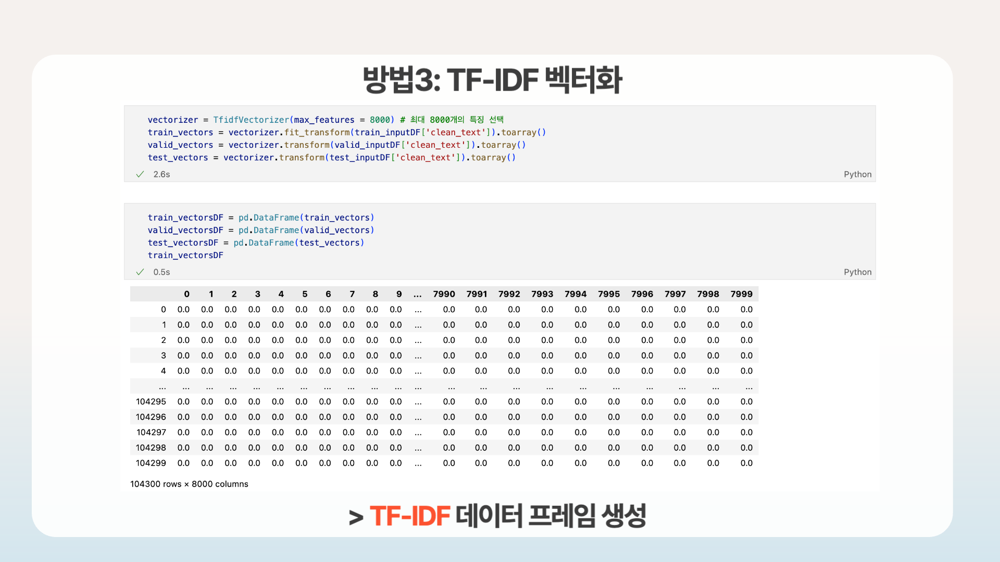 방법3: TF-IDF 벡터화
vectorizer = TfidfVectorizer(max_features = 8000) # 최대 8000개의 특징 선택
train_vectors = vectorizer.fit_transform(train_inputDF['clean_text']).toarray()
valid_vectors = vectorizer.transform(valid_inputDF['clean_text']).toarray()
test_vectors = vectorizer.transform(test_inputDF['clean_text']).toarray()
✓ 2.6s Python
train_vectorsDF = pd.DataFrame(train_vectors)
valid_vectorsDF = pd.DataFrame(valid_vectors)
test_vectorsDF = pd.DataFrame(test_vectors)
train_vectorsDF
✓ 0.5s Python
0 1 2 3 4 5 6 7 8 9 ... 7990 7991 7992 7993 7994 7995 7996 7997 7998 7999
0 0.0 0.0 0.0 0.0 0.0 0.0 0.0 0.0 0.0 0.0 ... 0.0 0.0 0.0 0.0 0.0 0.0 0.0 0.0 0.0 0.0
1 0.0 0.0 0.0 0.0 0.0 0.0 0.0 0.0 0.0 0.0 ... 0.0 0.0 0.0 0.0 0.0 0.0 0.0 0.0 0.0 0.0
2 0.0 0.0 0.0 0.0 0.0 0.0 0.0 0.0 0.0 0.0 ... 0.0 0.0 0.0 0.0 0.0 0.0 0.0 0.0 0.0 0.0
3 0.0 0.0 0.0 0.0 0.0 0.0 0.0 0.0 0.0 0.0 ... 0.0 0.0 0.0 0.0 0.0 0.0 0.0 0.0 0.0 0.0
4 0.0 0.0 0.0 0.0 0.0 0.0 0.0 0.0 0.0 0.0 ... 0.0 0.0 0.0 0.0 0.0 0.0 0.0 0.0 0.0 0.0
... ... ... ... ... ... ... ... ... ... ... ... ... ... ... ... ... ... ... ... ... ...
104295 0.0 0.0 0.0 0.0 0.0 0.0 0.0 0.0 0.0 0.0 ... 0.0 0.0 0.0 0.0 0.0 0.0 0.0 0.0 0.0 0.0
104296 0.0 0.0 0.0 0.0 0.0 0.0 0.0 0.0 0.0 0.0 ... 0.0 0.0 0.0 0.0 0.0 0.0 0.0 0.0 0.0 0.0
104297 0.0 0.0 0.0 0.0 0.0 0.0 0.0 0.0 0.0 0.0 ... 0.0 0.0 0.0 0.0 0.0 0.0 0.0 0.0 0.0 0.0
104298 0.0 0.0 0.0 0.0 0.0 0.0 0.0 0.0 0.0 0.0 ... 0.0 0.0 0.0 0.0 0.0 0.0 0.0 0.0 0.0 0.0
104299 0.0 0.0 0.0 0.0 0.0 0.0 0.0 0.0 0.0 0.0 ... 0.0 0.0 0.0 0.0 0.0 0.0 0.0 0.0 0.0 0.0
104300 rows × 8000 columns
> TF-IDF 데이터 프레임 생성